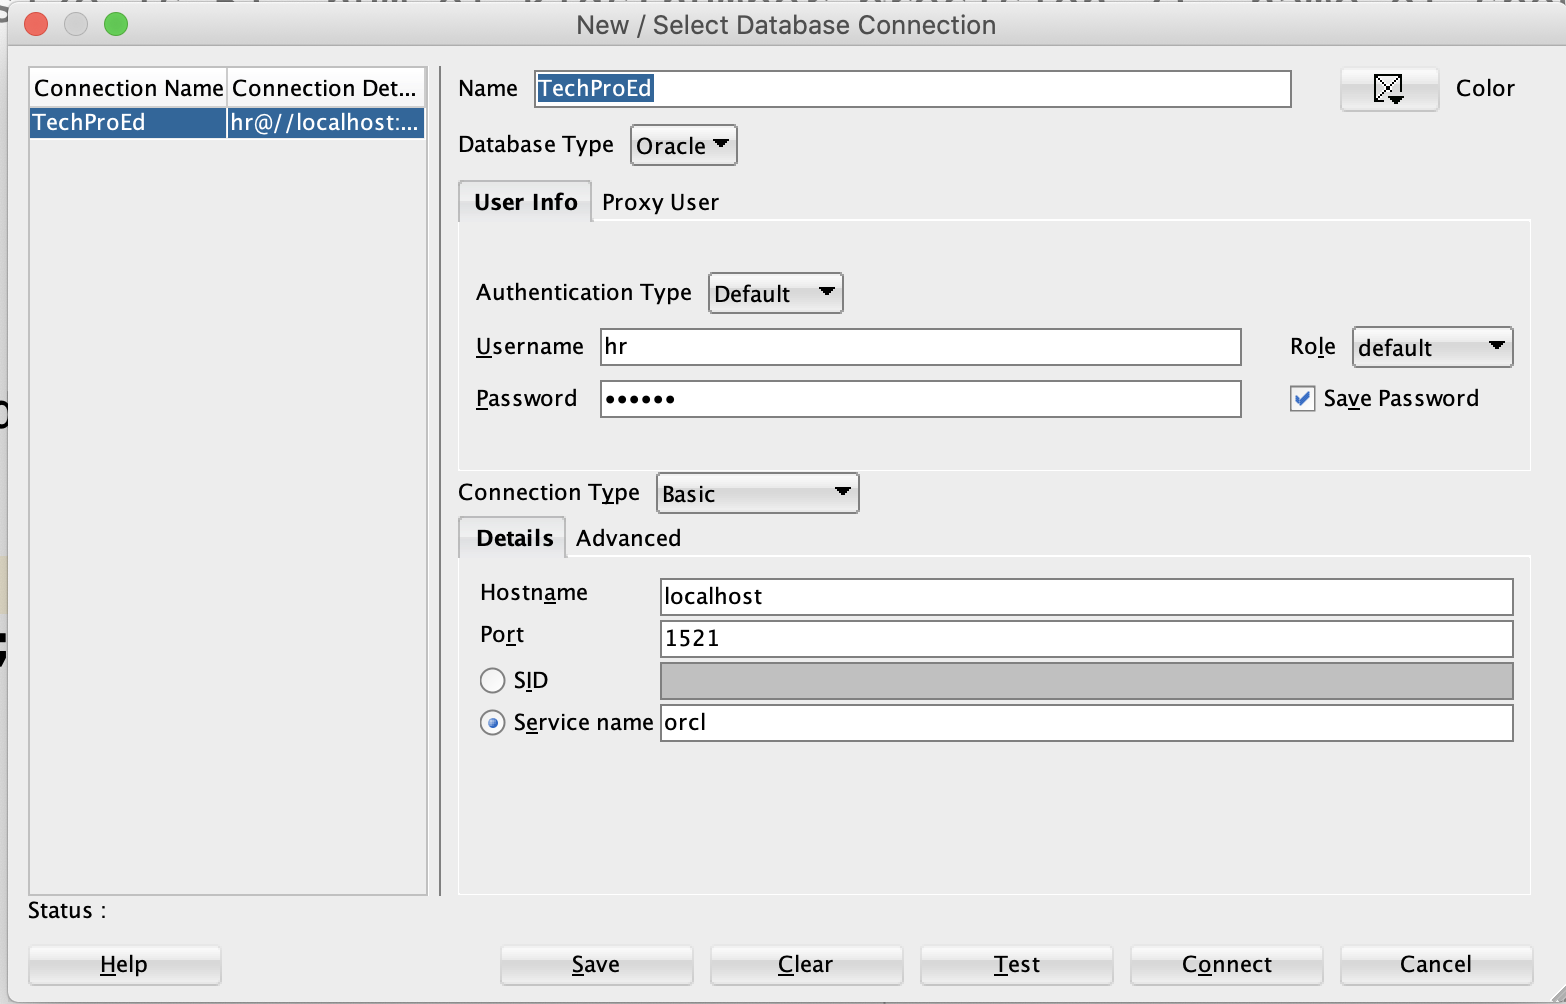 New / Select Database Connection
Connection Name Connection Det...
TechProEd hr@//localhost:...
Name TechProEd Color
Database Type Oracle
User Info Proxy User
Authentication Type Default
Username hr Role default
Password •••••• Save Password
Connection Type Basic
Details Advanced
Hostname localhost
Port 1521
SID
Service name orcl
Status :
Help Save Clear Test Connect Cancel